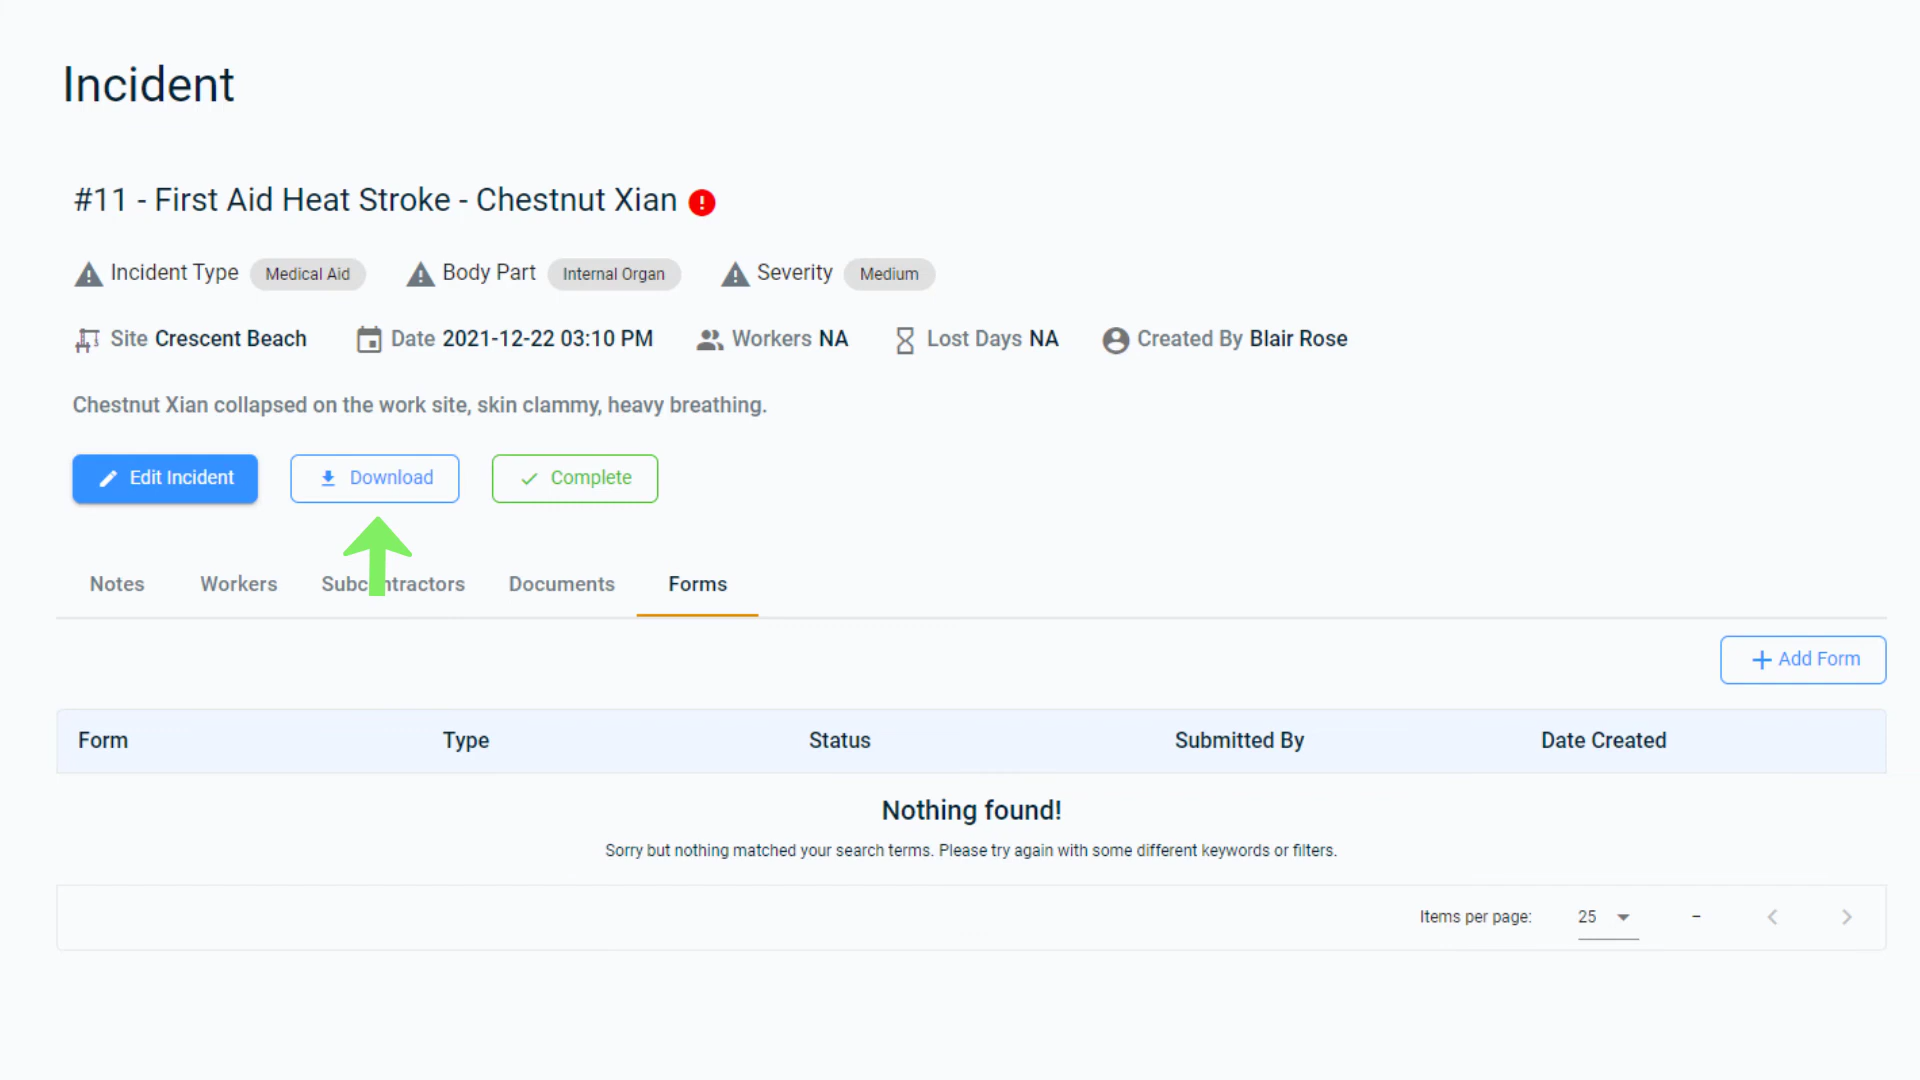 Incident
#11 - First Aid Heat Stroke - Chestnut Xian
Incident Type Medical Aid Body Part Internal Organ Severity Medium
Site Crescent Beach Date 2021-12-22 03:10 PM Workers NA Lost Days NA Created By Blair Rose
Chestnut Xian collapsed on the work site, skin clammy, heavy breathing.
Edit Incident Download Complete
Notes Workers Subcontractors Documents Forms
+ Add Form
Form Type Status Submitted By Date Created
Nothing found!
Sorry but nothing matched your search terms. Please try again with some different keywords or filters.
Items per page: 25 –